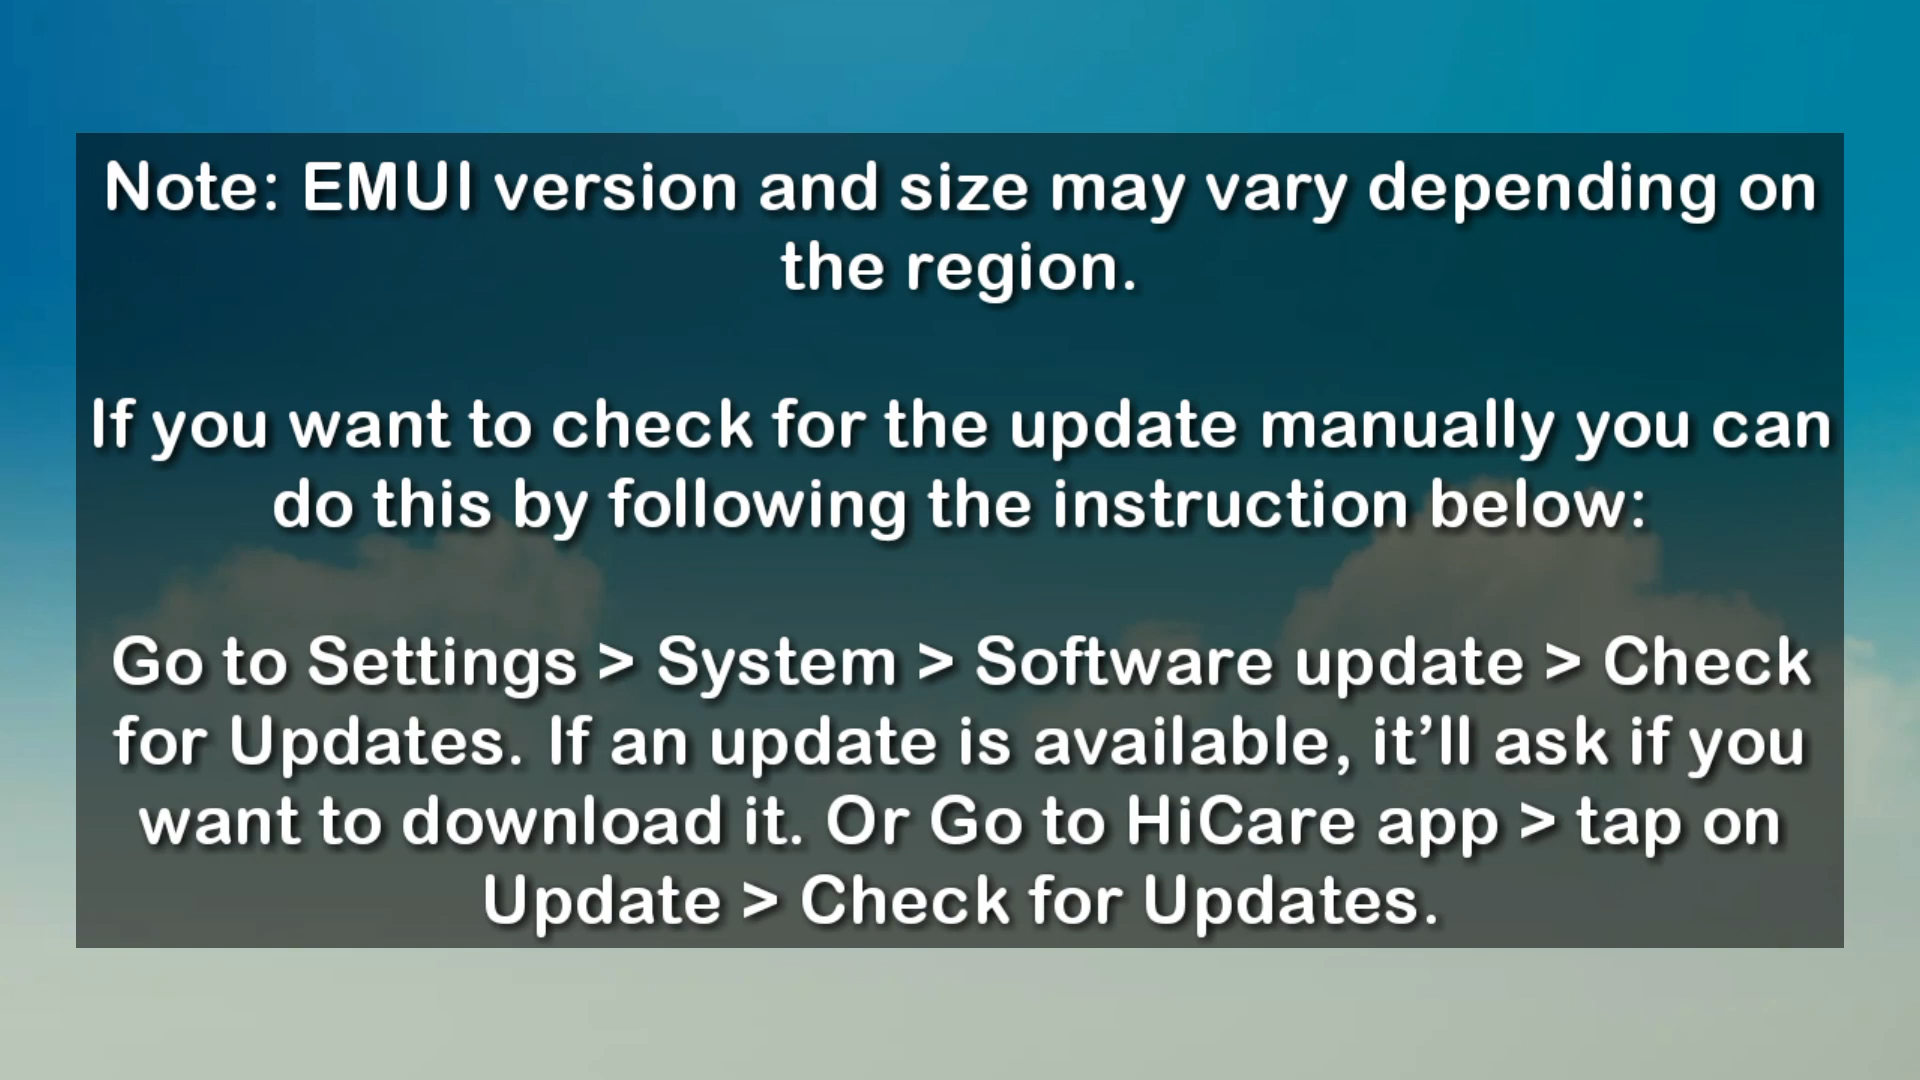 Note: EMUI version and size may vary depending on
the region.
If you want to check for the update manually you can
do this by following the instruction below:
Go to Settings > System > Software update > Check
for Updates. If an update is available, it’ll ask if you
want to download it. Or Go to HiCare app > tap on
Update > Check for Updates.